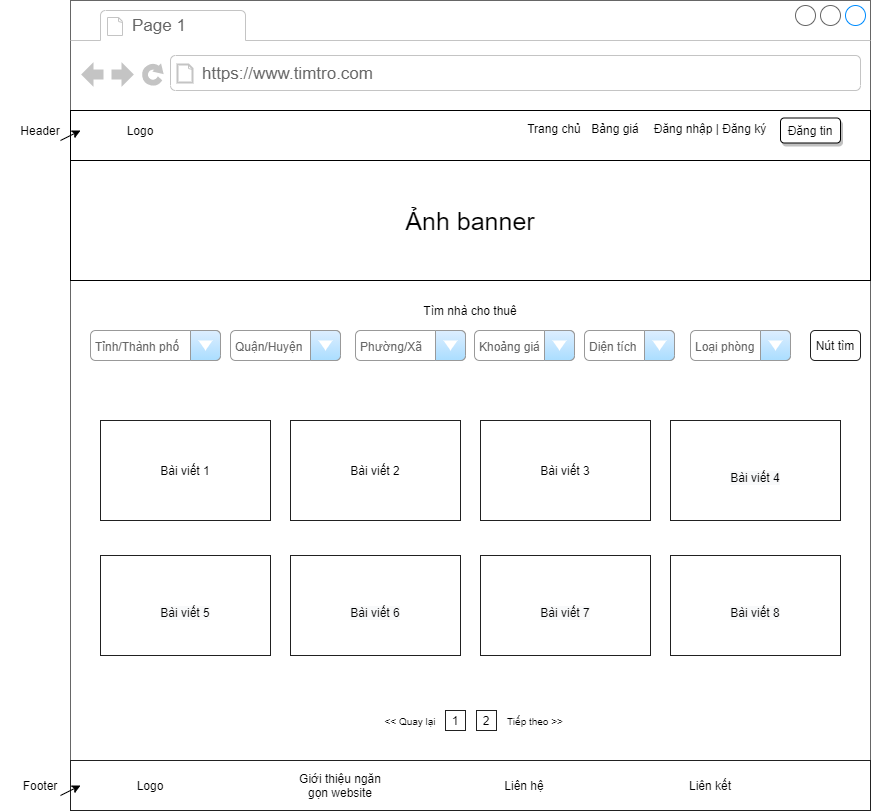 Page 1
https://www.timtro.com
Header
Logo
Trang chủ
Bảng giá
Đăng nhập | Đăng ký
Đăng tin
Ảnh banner
Tìm nhà cho thuê
Tỉnh/Thành phố
Quận/Huyện
Phường/Xã
Khoảng giá
Diện tích
Loại phòng
Nút tìm
Bài viết 1
Bài viết 2
Bài viết 3
Bài viết 4
Bài viết 5
Bài viết 6
Bài viết 7
Bài viết 8
<< Quay lại
1
2
Tiếp theo >>
Footer
Logo
Giới thiệu ngăn
gọn website
Liên hệ
Liên kết